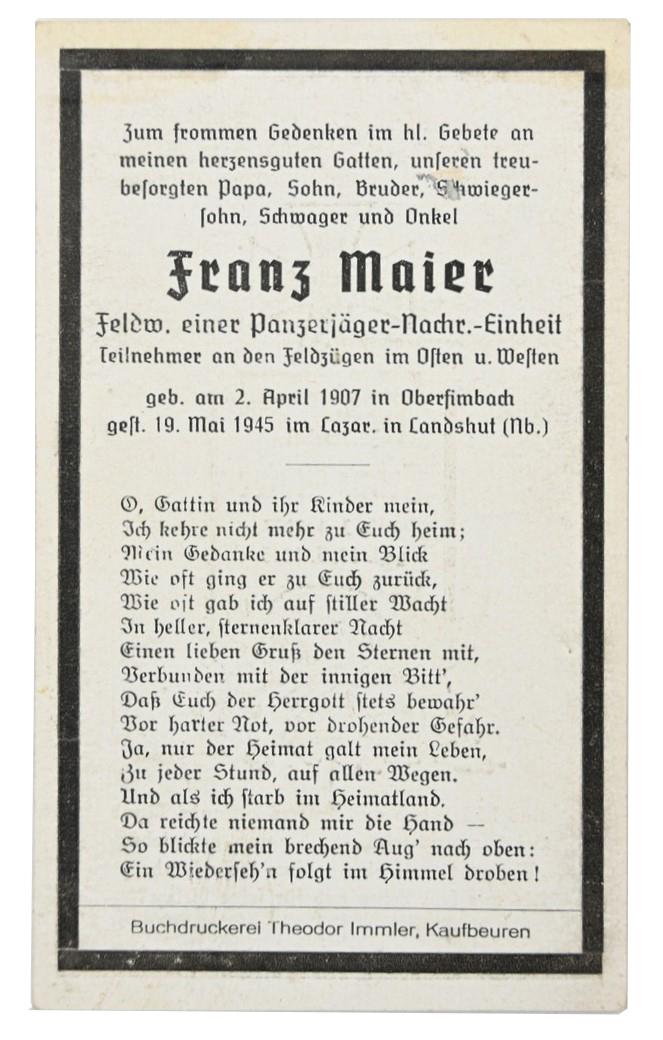 Zum frommen Gedenken im hl. Gebete an
meinen herzensguten Gatten, unseren treu-
besorgten Papa, Sohn, Bruder, Schwieger-
sohn, Schwager und Onkel
Franz Maier
Feldw. einer Panzerjäger-Nachr.-Einheit
Teilnehmer an den Feldzügen im Osten u. Westen
geb. am 2. April 1907 in Obersimbach
gest. 19. Mai 1945 im Lazar. in Landshut (Nb.)
O, Gattin und ihr Kinder mein,
Ich kehre nicht mehr zu Euch heim;
Mein Gedanke und mein Blick
Wie oft ging er zu Euch zurück,
Wie oft gab ich auf stiller Wacht
In heller, sternenklarer Nacht
Einen lieben Gruß den Sternen mit,
Verbunden mit der innigen Bitt',
Daß Euch der Herrgott stets bewahr'
Vor harter Not, vor drohender Gefahr.
Ja, nur der Heimat galt mein Leben,
Zu jeder Stund, auf allen Wegen.
Und als ich starb im Heimatland.
Da reichte niemand mir die Hand —
So blickte mein brechend Aug' nach oben:
Ein Wiederseh'n folgt im Himmel droben!
Buchdruckerei Theodor Immler, Kaufbeuren